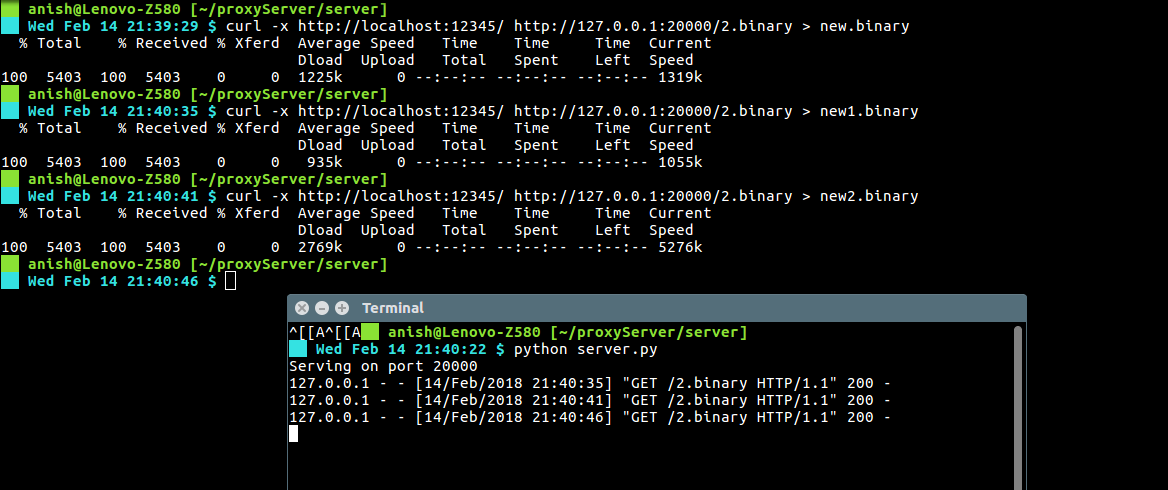 anish@Lenovo-Z580 [~/proxyServer/server]
Wed Feb 14 21:39:29 $ curl -x http://localhost:12345/ http://127.0.0.1:20000/2.binary > new.binary
% Total % Received % Xferd Average Speed Time Time Time Current
Dload Upload Total Spent Left Speed
100 5403 100 5403 0 0 1225k 0 --:--:-- --:--:-- --:--:-- 1319k
anish@Lenovo-Z580 [~/proxyServer/server]
Wed Feb 14 21:40:35 $ curl -x http://localhost:12345/ http://127.0.0.1:20000/2.binary > new1.binary
% Total % Received % Xferd Average Speed Time Time Time Current
Dload Upload Total Spent Left Speed
100 5403 100 5403 0 0 935k 0 --:--:-- --:--:-- --:--:-- 1055k
anish@Lenovo-Z580 [~/proxyServer/server]
Wed Feb 14 21:40:41 $ curl -x http://localhost:12345/ http://127.0.0.1:20000/2.binary > new2.binary
% Total % Received % Xferd Average Speed Time Time Time Current
Dload Upload Total Spent Left Speed
100 5403 100 5403 0 0 2769k 0 --:--:-- --:--:-- --:--:-- 5276k
anish@Lenovo-Z580 [~/proxyServer/server]
Wed Feb 14 21:40:46 $
Terminal
^[[A^[[A anish@Lenovo-Z580 [~/proxyServer/server]
Wed Feb 14 21:40:22 $ python server.py
Serving on port 20000
127.0.0.1 - - [14/Feb/2018 21:40:35] "GET /2.binary HTTP/1.1" 200 -
127.0.0.1 - - [14/Feb/2018 21:40:41] "GET /2.binary HTTP/1.1" 200 -
127.0.0.1 - - [14/Feb/2018 21:40:46] "GET /2.binary HTTP/1.1" 200 -